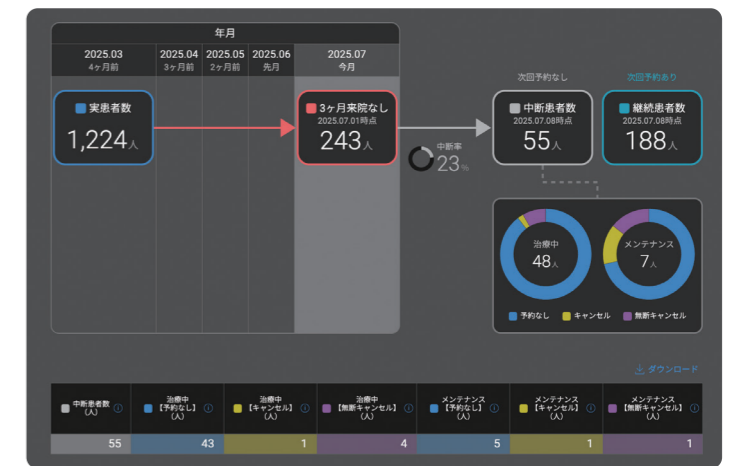 年月
2025.03 2025.04 2025.05 2025.06 2025.07
4ヶ月前 3ヶ月前 2ヶ月前 先月 今月
次回予約なし 次回予約あり
実患者数
1,224人
3ヶ月来院なし
2025.07.01時点
243人
中断率
23%
中断患者数
2025.07.08時点
55人
継続患者数
2025.07.08時点
188人
治療中
48人
メンテナンス
7人
予約なし キャンセル 無断キャンセル
ダウンロード
中断患者数
(人)
治療中
【予約なし】
(人)
治療中
【キャンセル】
(人)
治療中
【無断キャンセル】
(人)
メンテナンス
【予約なし】
(人)
メンテナンス
【キャンセル】
(人)
メンテナンス
【無断キャンセル】
(人)
55 43 1 4 5 1 1